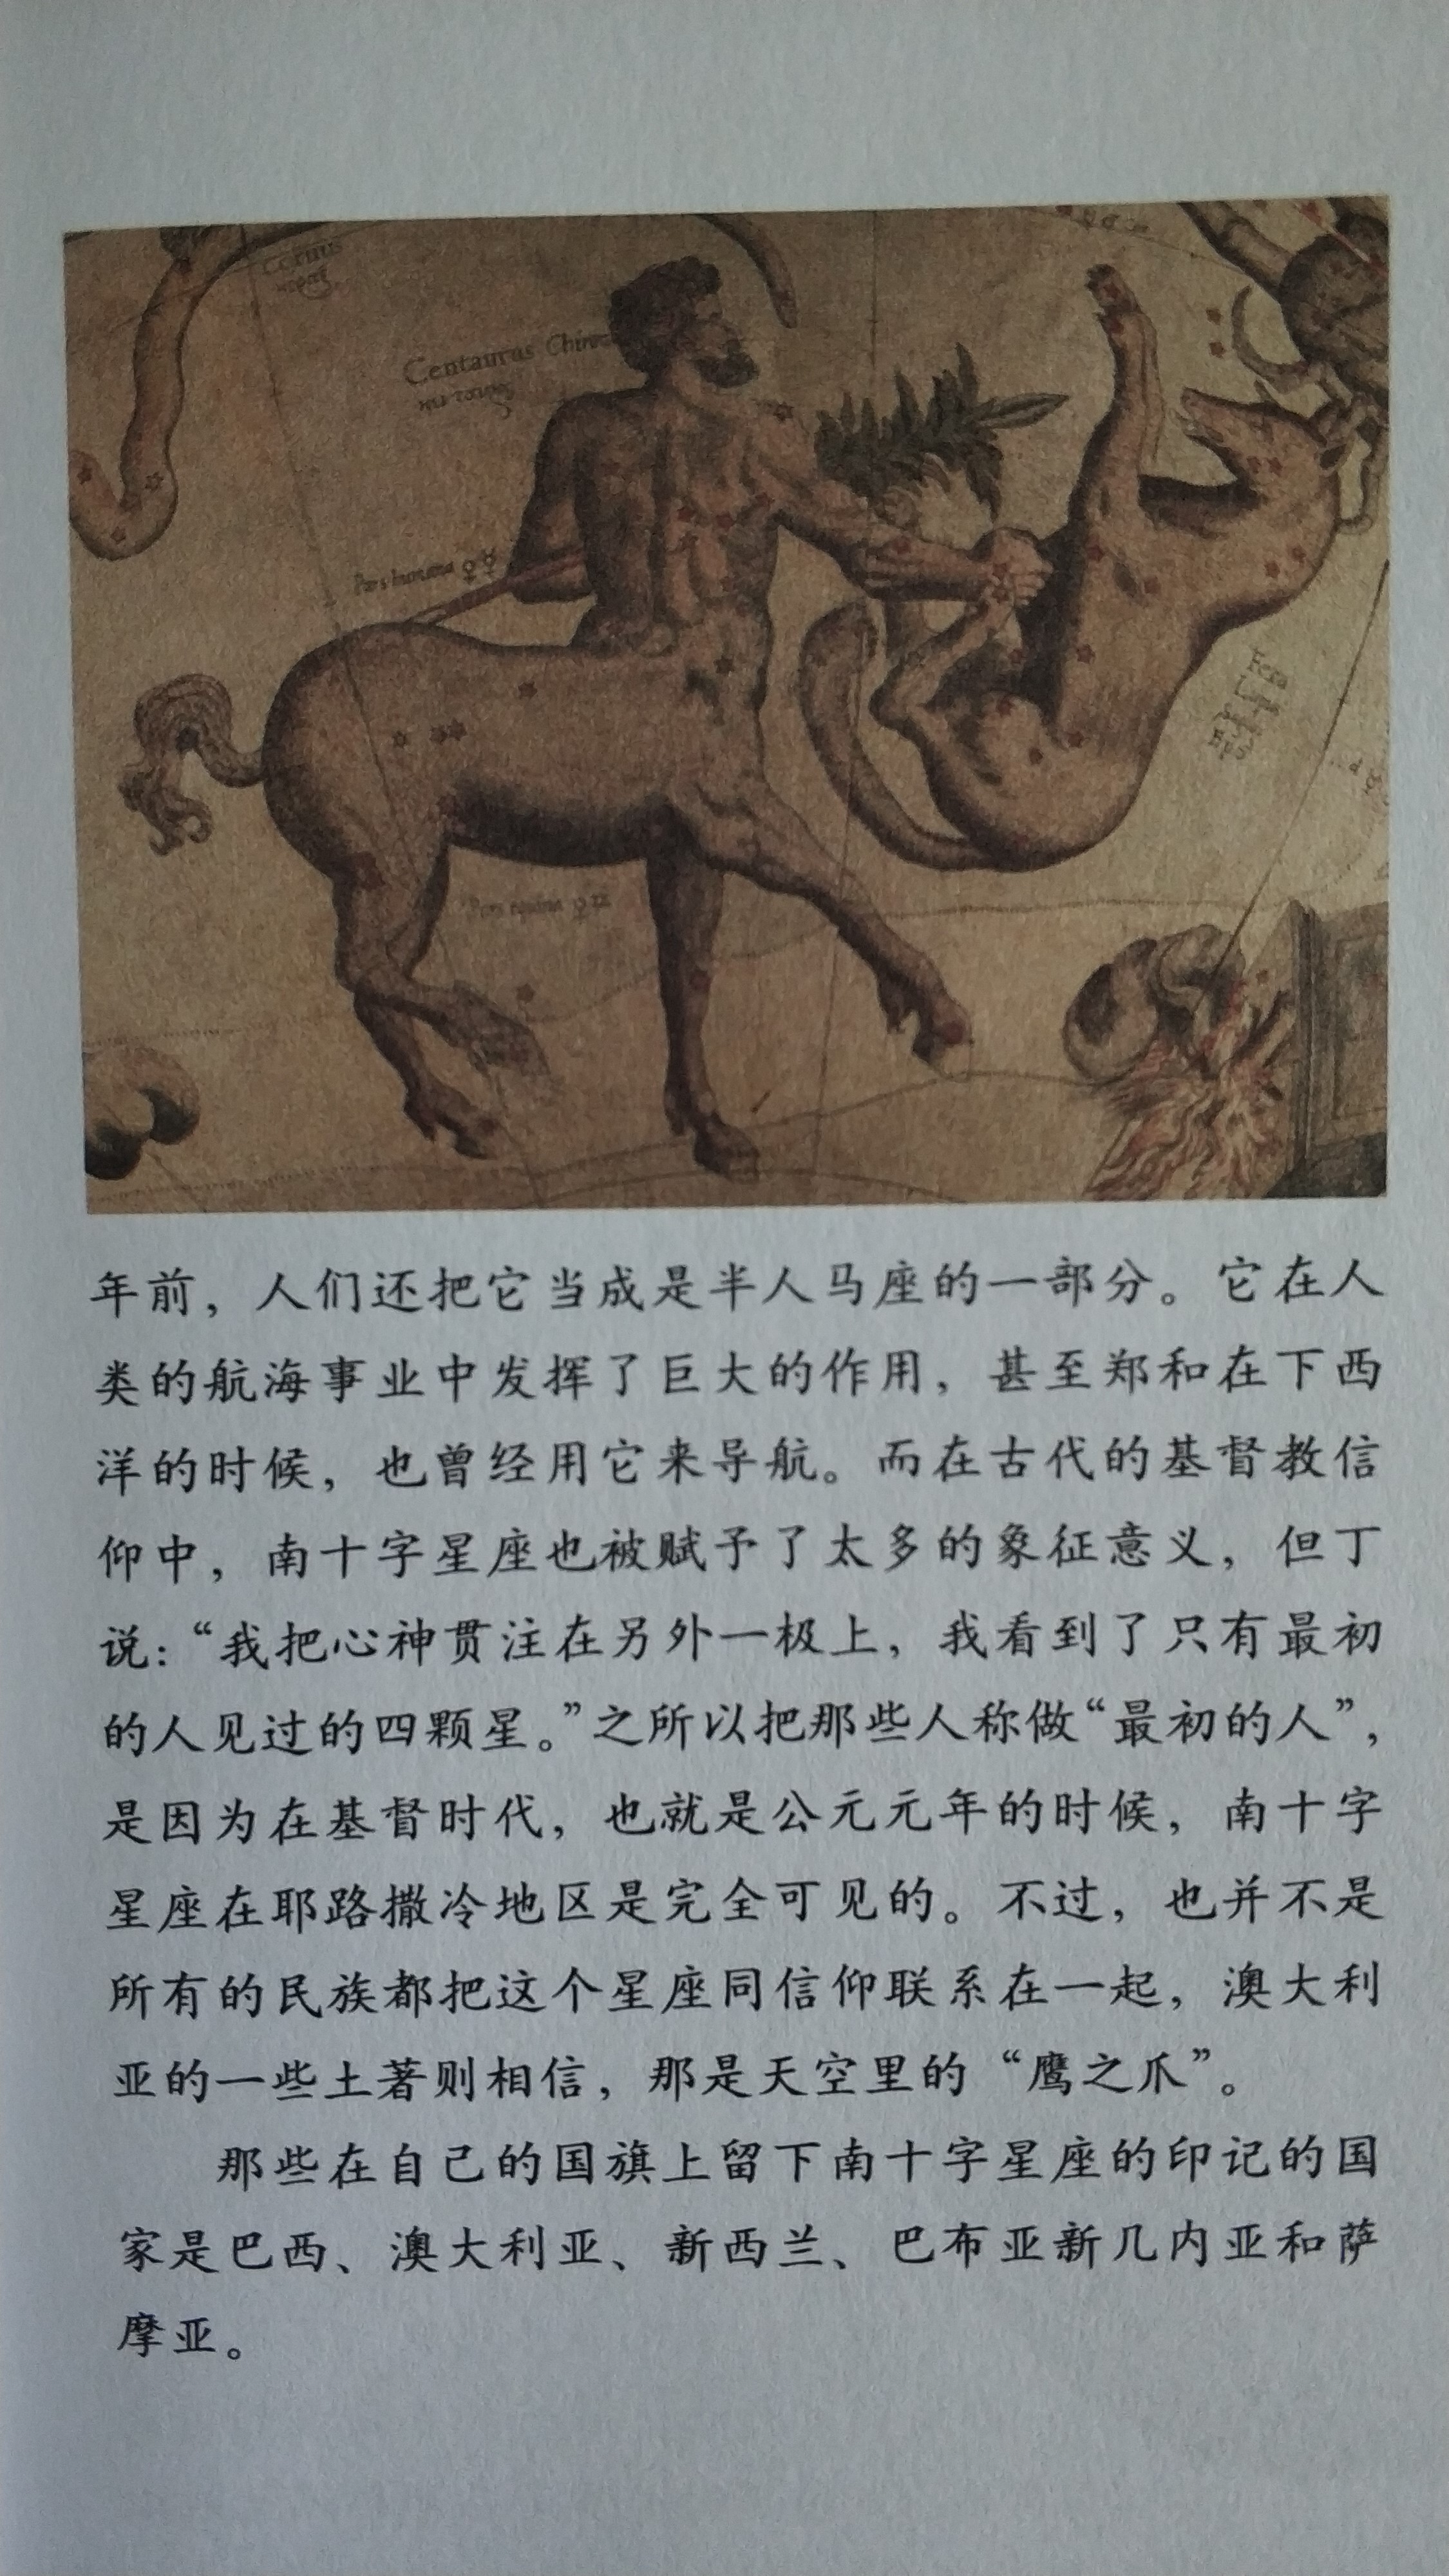 Centaurus
年前，人们还把它当成是半人马座的一部分。它在人
类的航海事业中发挥了巨大的作用，甚至郑和在下西
洋的时候，也曾经用它来导航。而在古代的基督教信
仰中，南十字星座也被赋予了太多的象征意义，但丁
说：“我把心神贯注在另外一极上，我看到了只有最初
的人见过的四颗星。”之所以把那些人称做“最初的人”，
是因为在基督时代，也就是公元元年的时候，南十字
星座在耶路撒冷地区是完全可见的。不过，也并不是
所有的民族都把这个星座同信仰联系在一起，澳大利
亚的一些土著则相信，那是天空里的“鹰之爪”。
那些在自己的国旗上留下南十字星座的印记的国
家是巴西、澳大利亚、新西兰、巴布亚新几内亚和萨
摩亚。